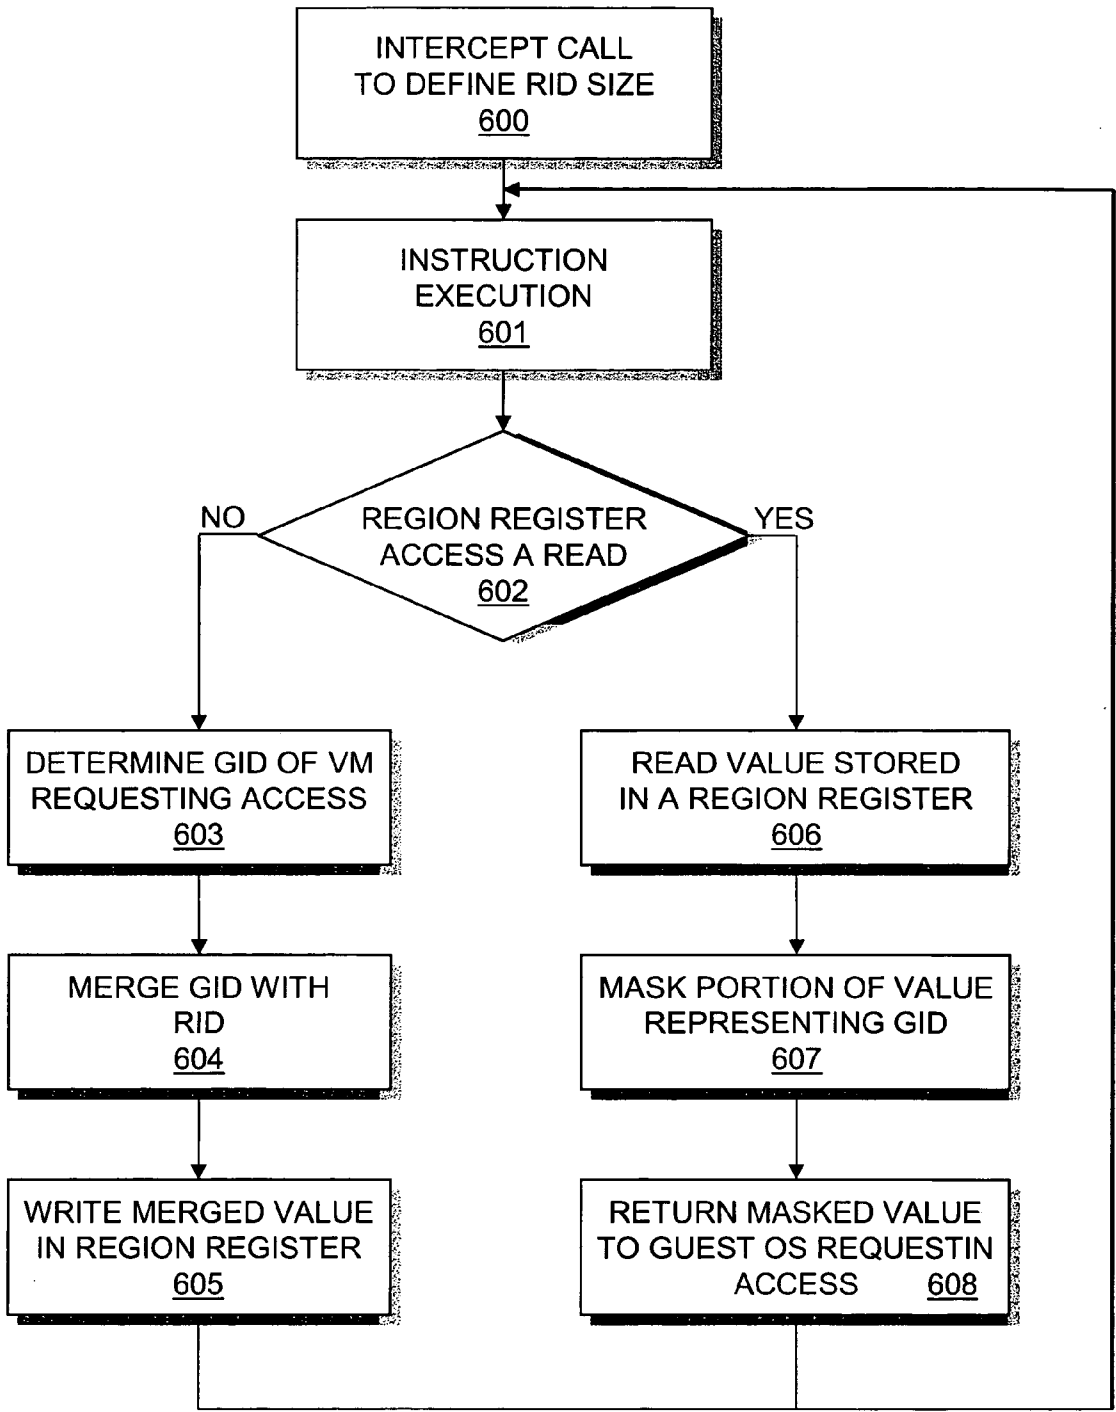 INTERCEPT CALL
TO DEFINE RID SIZE
600
INSTRUCTION
EXECUTION
601
REGION REGISTER
ACCESS A READ
602
NO
YES
DETERMINE GID OF VM
REQUESTING ACCESS
603
MERGE GID WITH
RID
604
WRITE MERGED VALUE
IN REGION REGISTER
605
READ VALUE STORED
IN A REGION REGISTER
606
MASK PORTION OF VALUE
REPRESENTING GID
607
RETURN MASKED VALUE
TO GUEST OS REQUESTIN
ACCESS 608